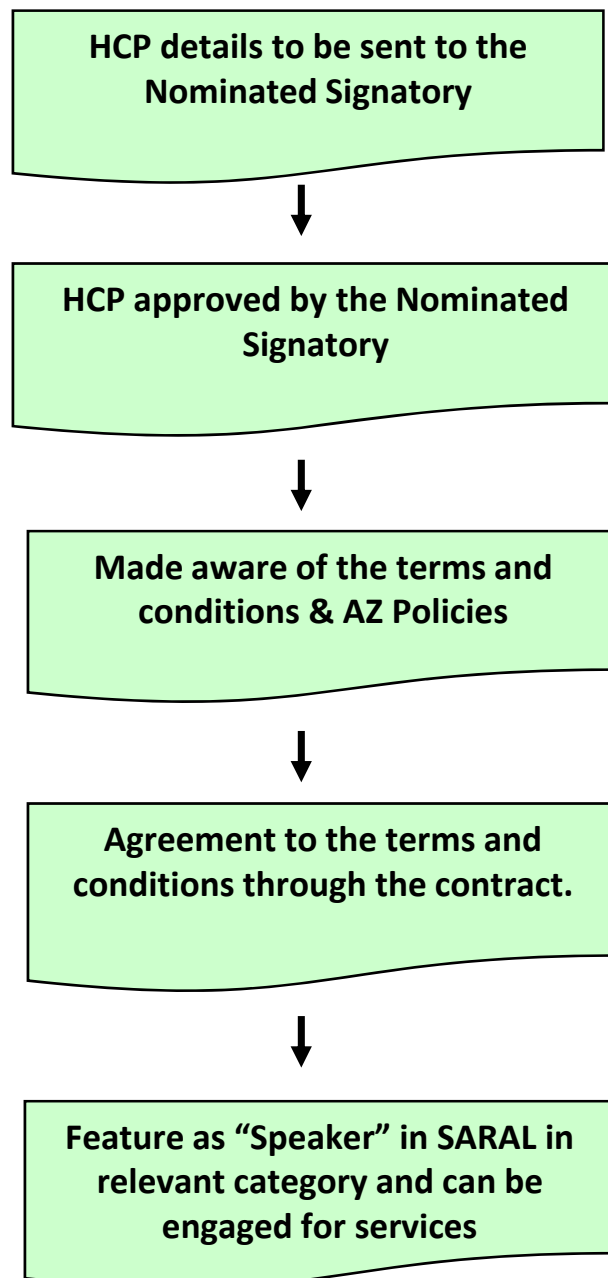 HCP details to be sent to the
Nominated Signatory
HCP approved by the Nominated
Signatory
Made aware of the terms and
conditions & AZ Policies
Agreement to the terms and
conditions through the contract.
Feature as “Speaker” in SARAL in
relevant category and can be
engaged for services